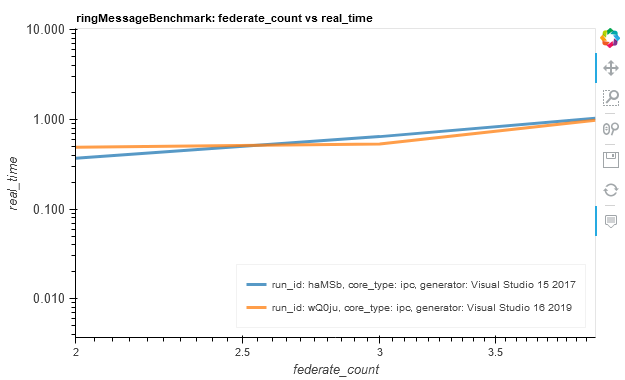 ringMessageBenchmark: federate_count vs real_time
10.000
1.000
0.100
0.010
real_time
run_id: haMSb, core_type: ipc, generator: Visual Studio 15 2017
run_id: wQ0ju, core_type: ipc, generator: Visual Studio 16 2019
2
2.5
3
3.5
federate_count